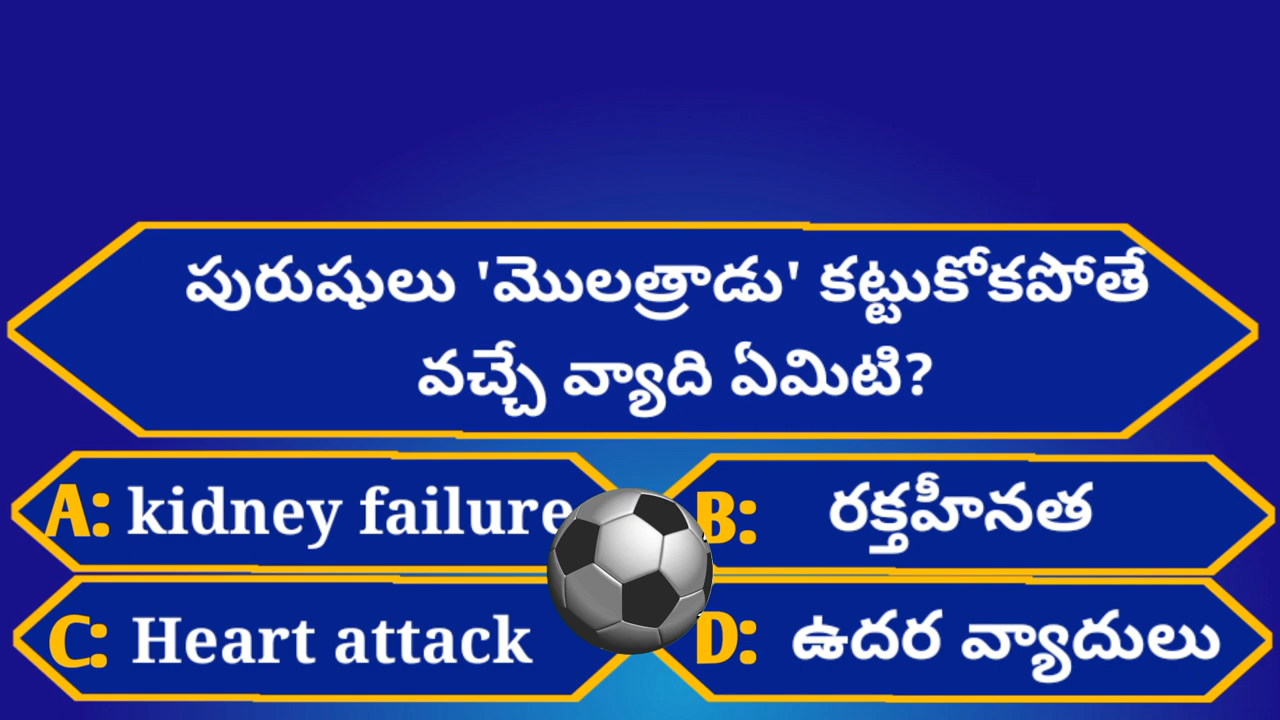 పురుషులు 'మొలత్రాడు' కట్టుకోకపోతే
వచ్చే వ్యాది ఏమిటి?
A: kidney failure
B: రక్తహీనత
C: Heart attack
D: ఉదర వ్యాదులు